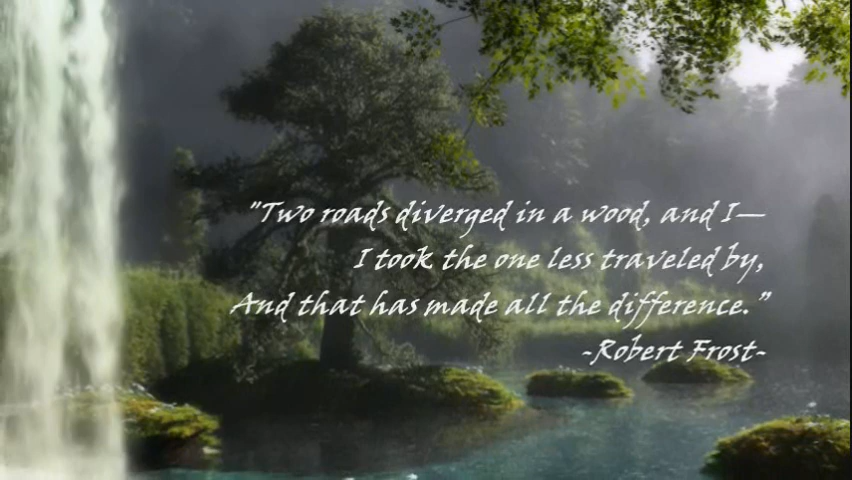 "Two roads diverged in a wood, and I—
I took the one less traveled by,
And that has made all the difference."
-Robert Frost-